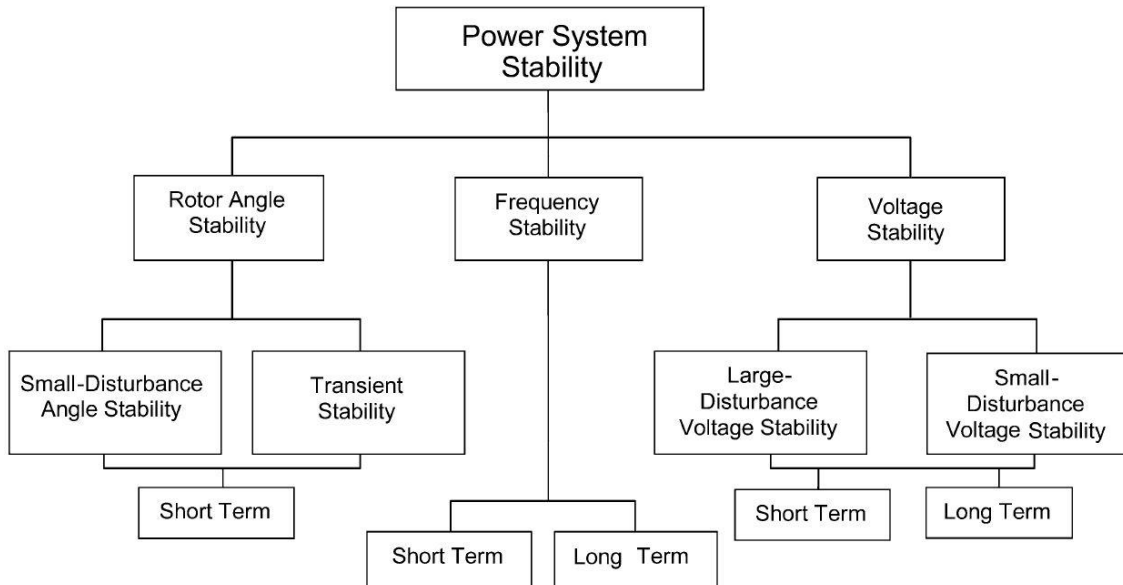 Power System
Stability
Rotor Angle
Stability
Frequency
Stability
Voltage
Stability
Small-Disturbance
Angle Stability
Transient
Stability
Large-
Disturbance
Voltage Stability
Small-
Disturbance
Voltage Stability
Short Term
Short Term
Long Term
Short Term
Long Term